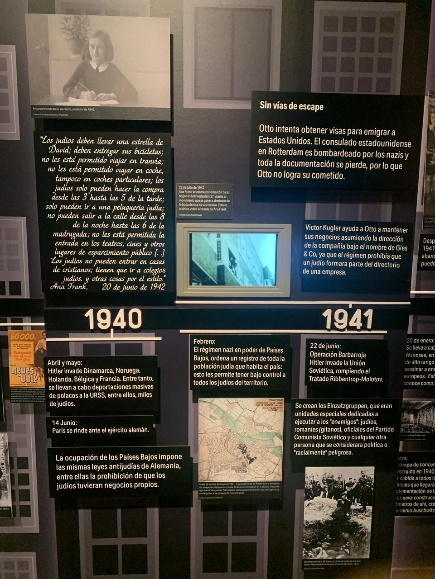 "Los judíos deben llevar una estrella de
David; deben entregar sus bicicletas;
no les está permitido viajar en tranvía;
no les está permitido viajar en coche,
tampoco en coches particulares; los
judíos solo pueden hacer la compra
desde las 3 hasta las 5 de la tarde;
solo pueden ir a una peluquería judía;
no pueden salir a la calle desde las 8
de la noche hasta las 6 de la
madrugada; no les está permitida la
entrada en los teatros, cines y otros
lugares de esparcimiento público [...]
Los judíos no pueden entrar en casas
de cristianos; tienen que ir a colegios
judíos, y otras cosas por el estilo."
Ana Frank, 20 de junio de 1942
Sin vías de escape
Otto intenta obtener visas para emigrar a
Estados Unidos. El consulado estadounidense
en Rotterdam es bombardeado por los nazis y
toda la documentación se pierde, por lo que
Otto no logra su cometido.
Victor Kugler ayuda a Otto a mantener
sus negocios asumiendo la dirección
de la compañía bajo el nombre de Gies
& Co, ya que el régimen prohibía que
un judío formara parte del directorio
de una empresa.
1940
1941
Abril y mayo:
Hitler invade Dinamarca, Noruega,
Holanda, Bélgica y Francia. Entre tanto,
se llevan a cabo deportaciones masivas
de polacos a la URSS, entre ellos, miles
de judíos.
14 Junio:
París se rinde ante el ejército alemán.
La ocupación de los Países Bajos impone
las mismas leyes antijudías de Alemania,
entre ellas la prohibición de que los
judíos tuvieran negocios propios.
Febrero:
El régimen nazi en poder de Países
Bajos, ordena un registro de toda la
población judía que habita el país;
esto les permite tener bajo control a
todos los judíos del territorio.
22 de junio:
Operación Barbarroja
Hitler invade la Unión
Soviética, rompiendo el
Tratado Ribbentrop-Molotov.
Se crean los Einsatzgruppen, que eran
unidades especiales dedicadas a
ejecutar a los "enemigos": judíos,
romaníes (gitanos), oficiales del Partido
Comunista Soviético y cualquier otra
persona que se considerara política o
"racialmente" peligrosa.